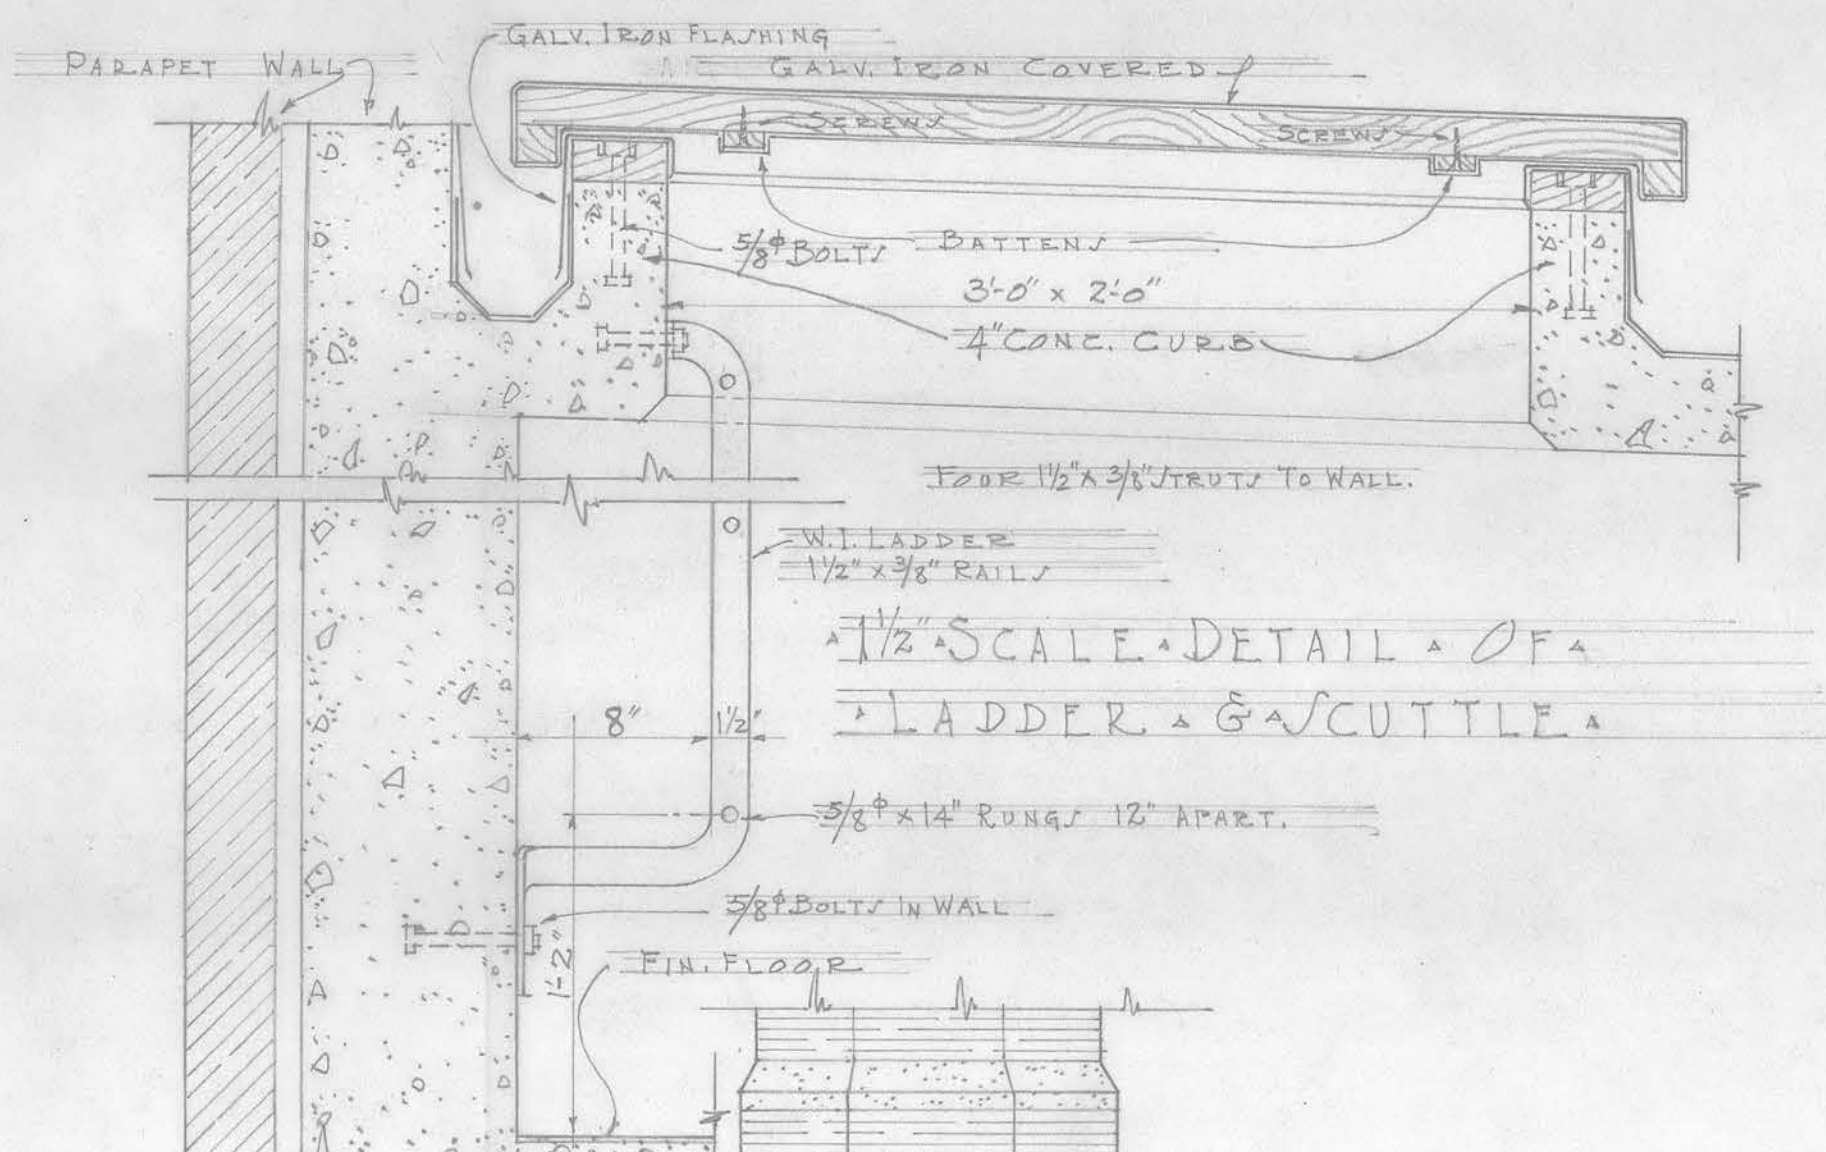 GALV. IRON FLASHING
PARAPET WALL
GALV. IRON COVERED
SCREWS
SCREWS
5/8"ϕ BOLTS
BATTENS
3'-0" x 2'-0"
4" CONC. CURB
FOUR 1 1/2" x 3/8" STRUTS TO WALL.
W.I. LADDER
1 1/2" x 3/8" RAILS
1 1/2" SCALE DETAIL OF
LADDER & SCUTTLE
8"
1 1/2"
5/8ϕ x 14" RUNGS 12" APART.
5/8ϕ BOLTS IN WALL
1'-2"
FIN. FLOOR